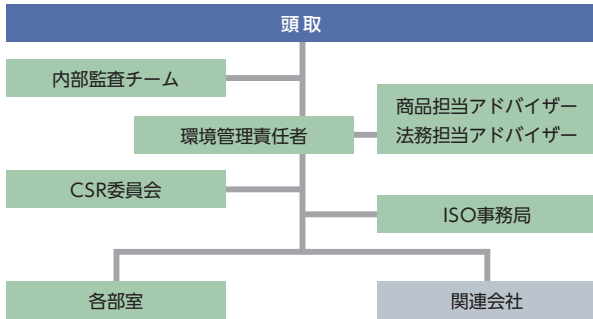 頭取
内部監査チーム
商品担当アドバイザー
法務担当アドバイザー
環境管理責任者
CSR委員会
ISO事務局
各部室
関連会社